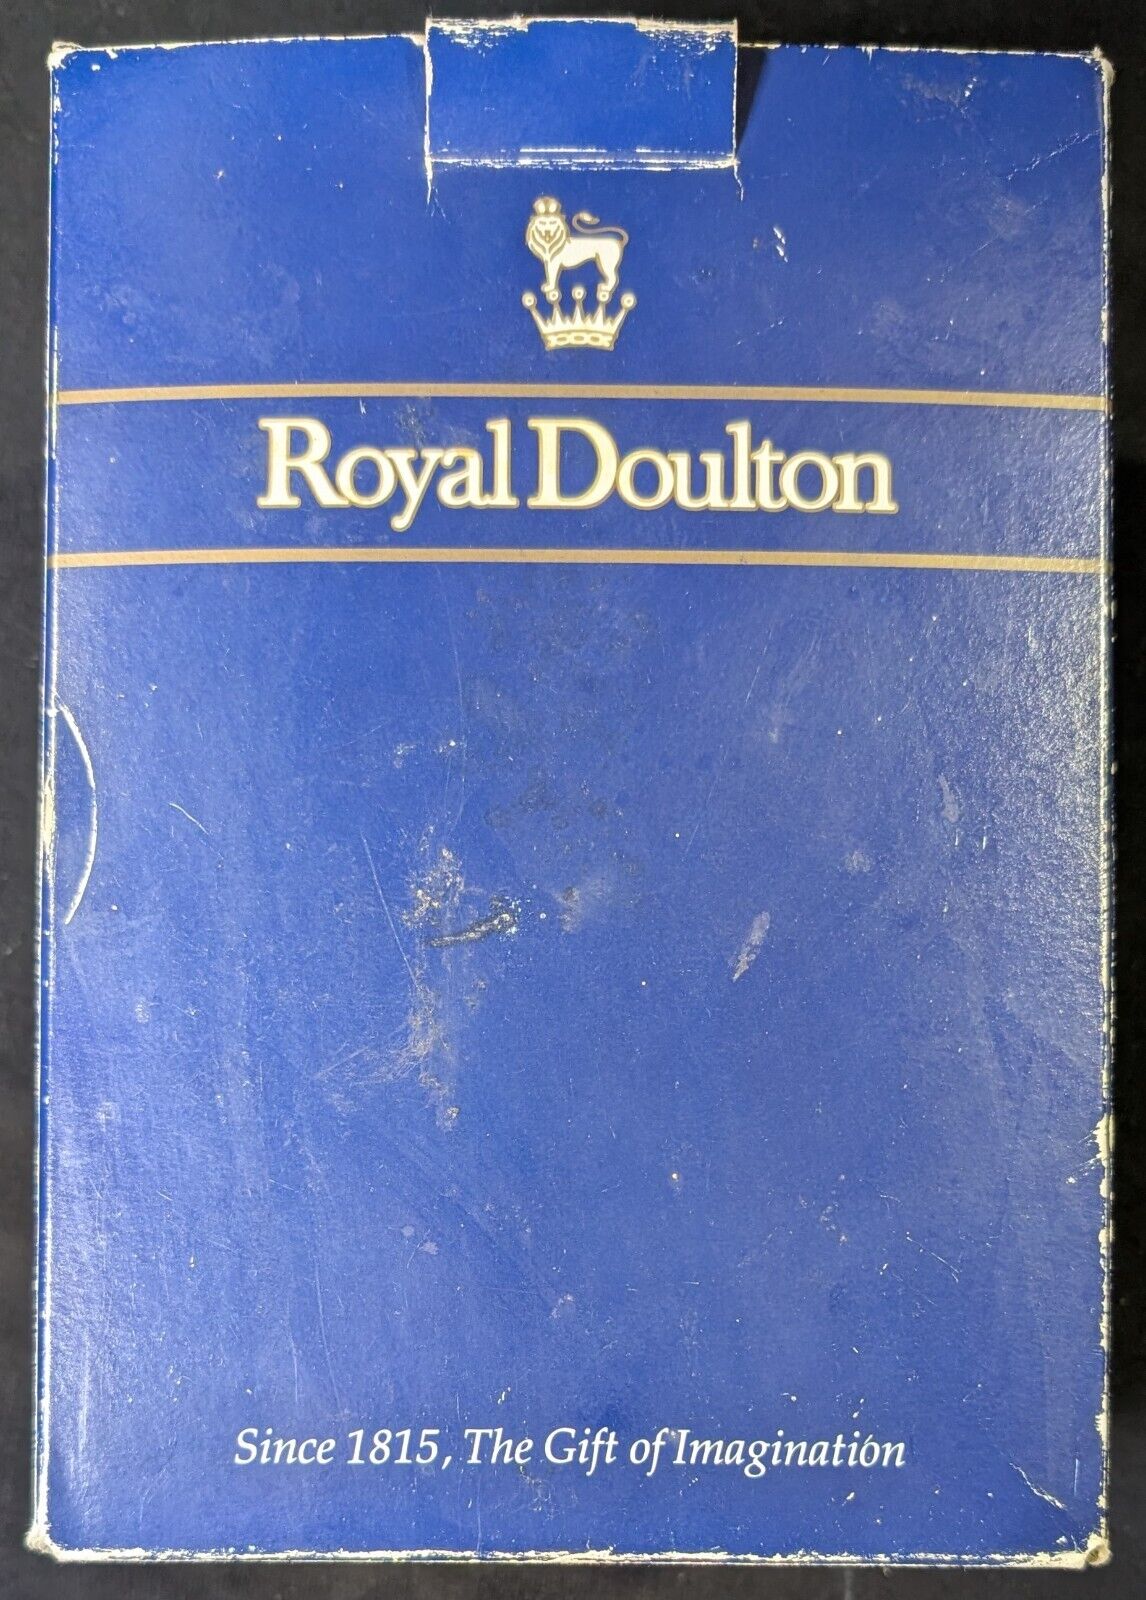 Royal Doulton
Since 1815, The Gift of Imagination